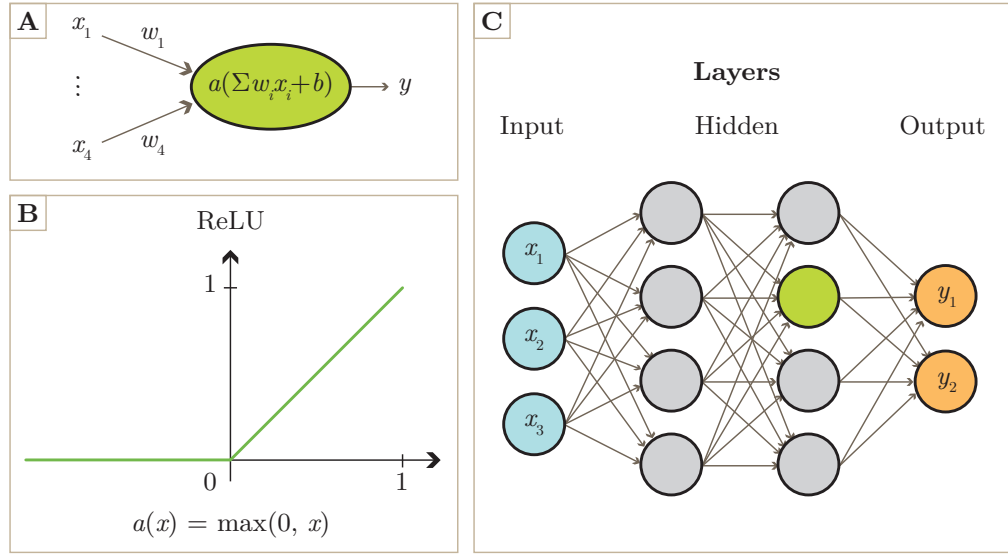 A
x₁
w₁
⋮
a(Σwᵢxᵢ+b)
y
x₄
w₄
B
ReLU
1
0
1
a(x) = max(0, x)
C
Layers
Input Hidden Output
x₁
x₂
x₃
y₁
y₂